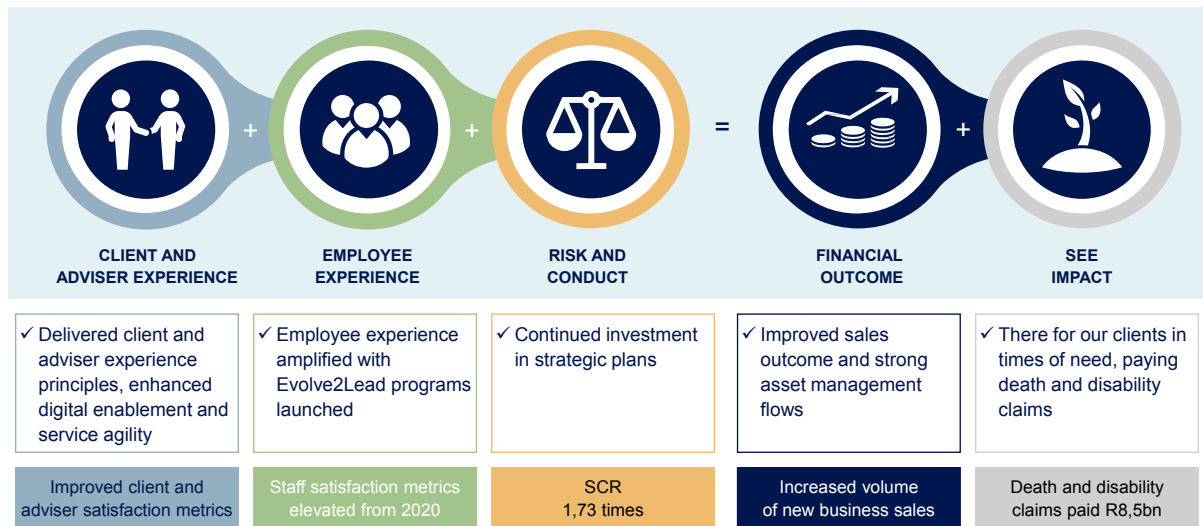 +
+
=
+
CLIENT AND
ADVISER EXPERIENCE
EMPLOYEE
EXPERIENCE
RISK AND
CONDUCT
FINANCIAL
OUTCOME
SEE
IMPACT
✓ Delivered client and
adviser experience
principles, enhanced
digital enablement and
service agility
✓ Employee experience
amplified with
Evolve2Lead programs
launched
✓ Continued investment
in strategic plans
✓ Improved sales
outcome and strong
asset management
flows
✓ There for our clients in
times of need, paying
death and disability
claims
Improved client and
adviser satisfaction metrics
Staff satisfaction metrics
elevated from 2020
SCR
1,73 times
Increased volume
of new business sales
Death and disability
claims paid R8,5bn